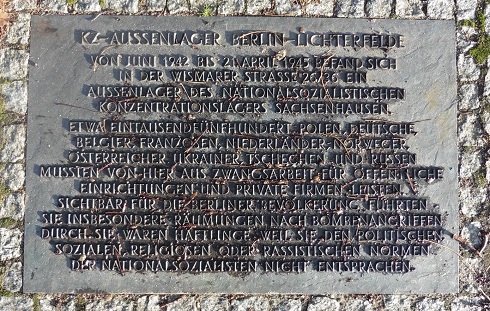 KZ-AUSSENLAGER BERLIN-LICHTERFELDE
VON JUNI 1942 BIS 21. APRIL 1945 BEFAND SICH
IN DER WISMARER STRASSE 26/36 EIN
AUSSENLAGER DES NATIONALSOZIALISTISCHEN
KONZENTRATIONSLAGERS SACHSENHAUSEN.
ETWA EINTAUSENDFÜNFHUNDERT POLEN, DEUTSCHE,
BELGIER, FRANZOSEN, NIEDERLÄNDER, NORWEGER,
ÖSTERREICHER, UKRAINER, TSCHECHEN UND RUSSEN
MUSSTEN VON HIER AUS ZWANGSARBEIT FÜR ÖFFENTLICHE
EINRICHTUNGEN UND PRIVATE FIRMEN LEISTEN.
SICHTBAR FÜR DIE BERLINER BEVÖLKERUNG FÜHRTEN
SIE INSBESONDERE RÄUMUNGEN NACH BOMBENANGRIFFEN
DURCH. SIE WAREN HÄFTLINGE, WEIL SIE DEN POLITISCHEN,
SOZIALEN, RELIGIÖSEN ODER RASSISTISCHEN NORMEN
DER NATIONALSOZIALISTEN NICHT ENTSPRACHEN.